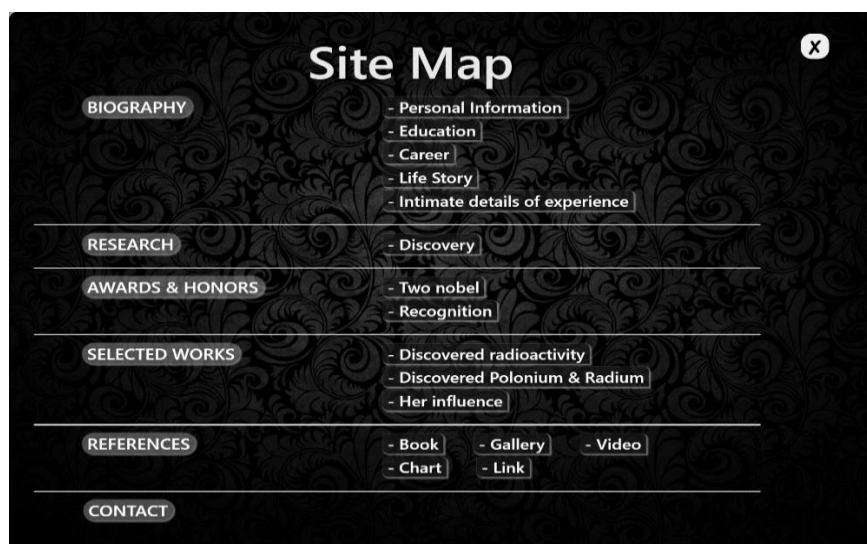 Site Map
X
BIOGRAPHY
- Personal Information
- Education
- Career
- Life Story
- Intimate details of experience
RESEARCH
- Discovery
AWARDS & HONORS
- Two nobel
- Recognition
SELECTED WORKS
- Discovered radioactivity
- Discovered Polonium & Radium
- Her influence
REFERENCES
- Book - Gallery - Video
- Chart - Link
CONTACT